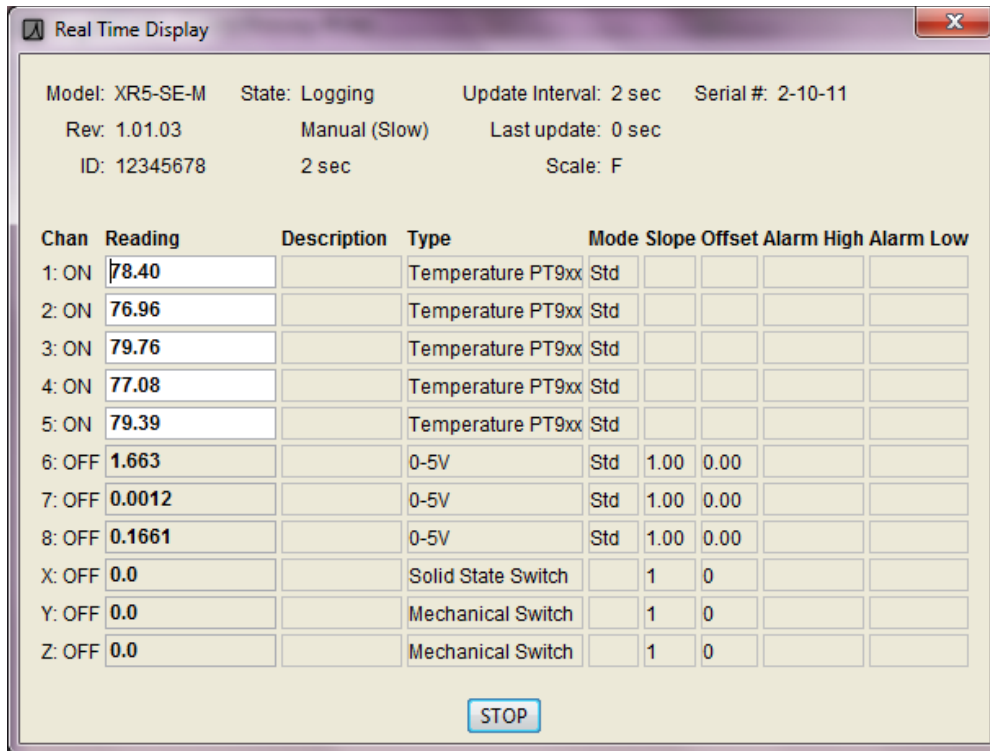 Real Time Display
Model: XR5-SE-M State: Logging Update Interval: 2 sec Serial #: 2-10-11
Rev: 1.01.03 Manual (Slow) Last update: 0 sec
ID: 12345678 2 sec Scale: F
Chan Reading Description Type Mode Slope Offset Alarm High Alarm Low
1: ON 78.40 Temperature PT9xx Std
2: ON 76.96 Temperature PT9xx Std
3: ON 79.76 Temperature PT9xx Std
4: ON 77.08 Temperature PT9xx Std
5: ON 79.39 Temperature PT9xx Std
6: OFF 1.663 0-5V Std 1.00 0.00
7: OFF 0.0012 0-5V Std 1.00 0.00
8: OFF 0.1661 0-5V Std 1.00 0.00
X: OFF 0.0 Solid State Switch 1 0
Y: OFF 0.0 Mechanical Switch 1 0
Z: OFF 0.0 Mechanical Switch 1 0
STOP